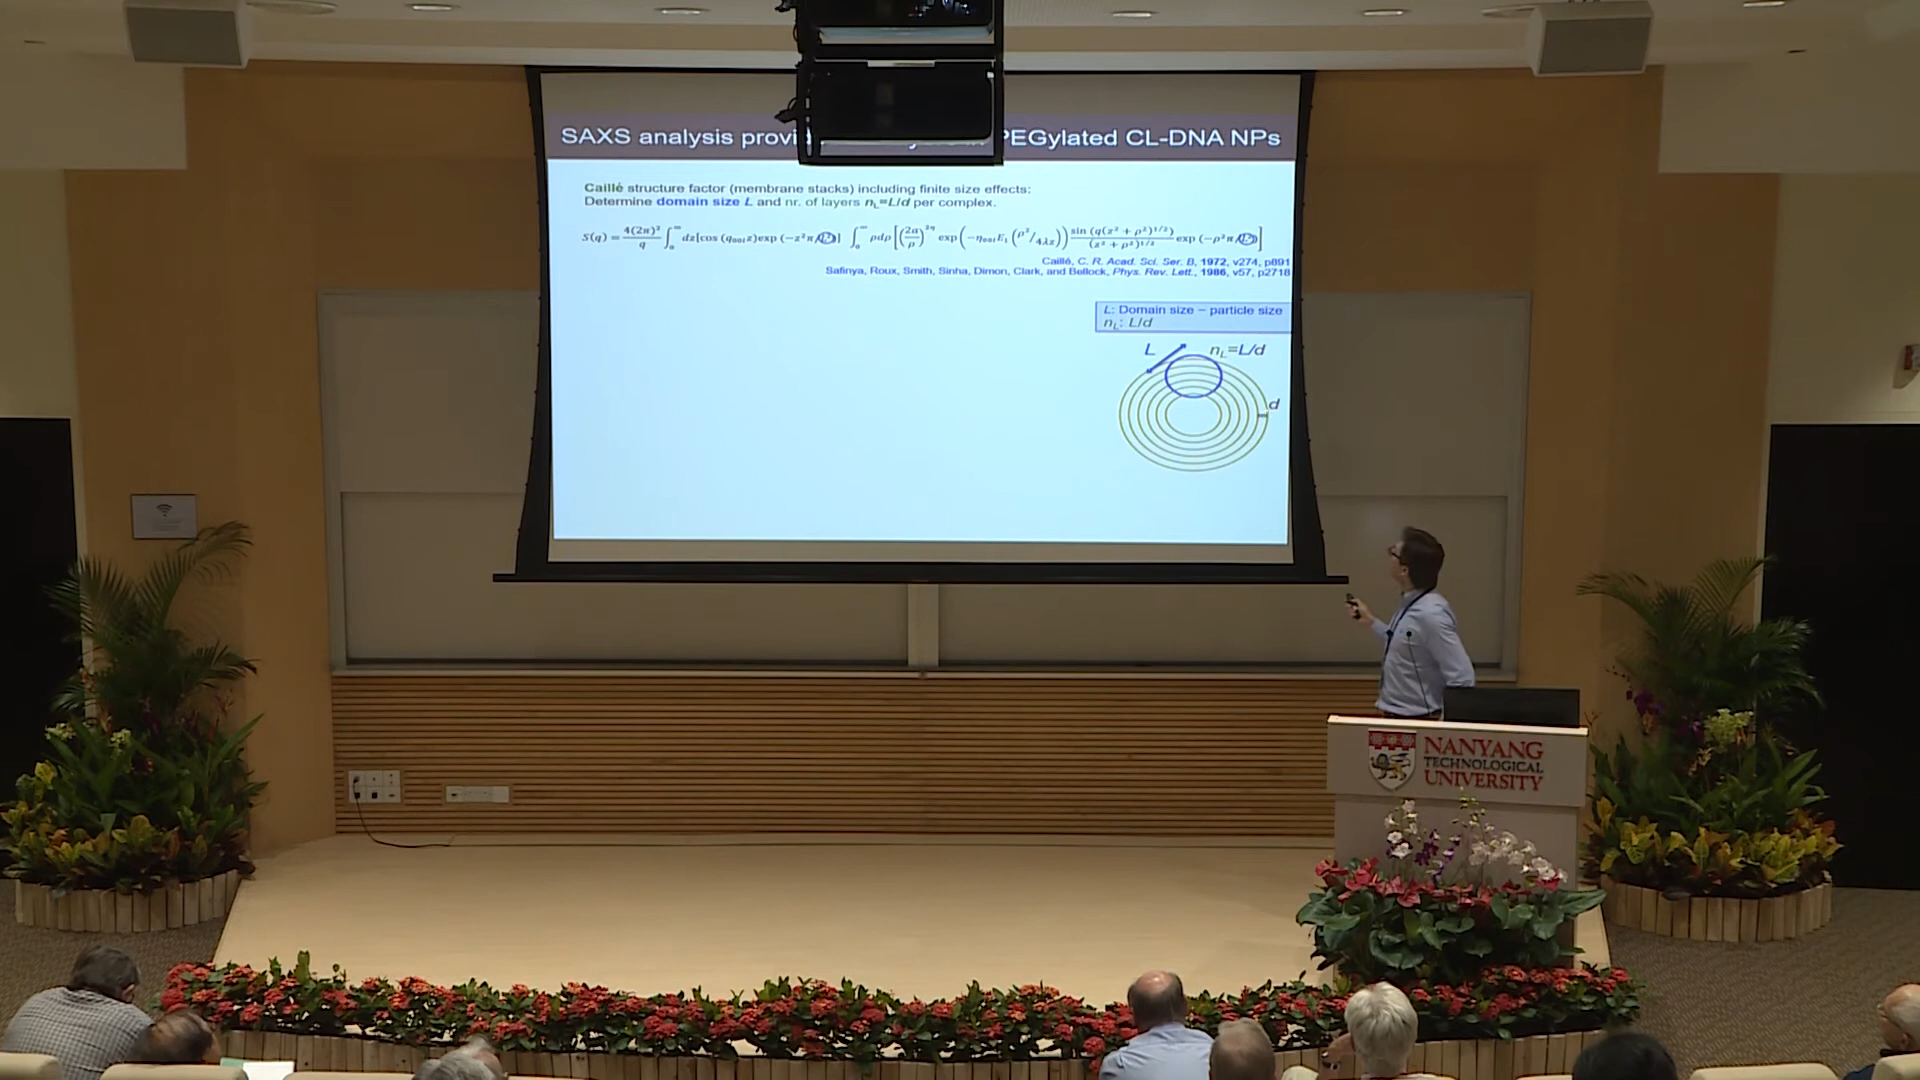 SAXS analysis provi PEGylated CL-DNA NPs
Caillé structure factor (membrane stacks) including finite size effects:
Determine domain size L and nr. of layers n_L=L/d per complex.
Caillé, C. R. Acad. Sci. Ser. B, 1972, v274, p891
Safinya, Roux, Smith, Sinha, Dimon, Clark, and Bellock, Phys. Rev. Lett., 1986, v57, p2718
L: Domain size – particle size
n_L: L/d
L
n_L=L/d
d
NANYANG
TECHNOLOGICAL
UNIVERSITY